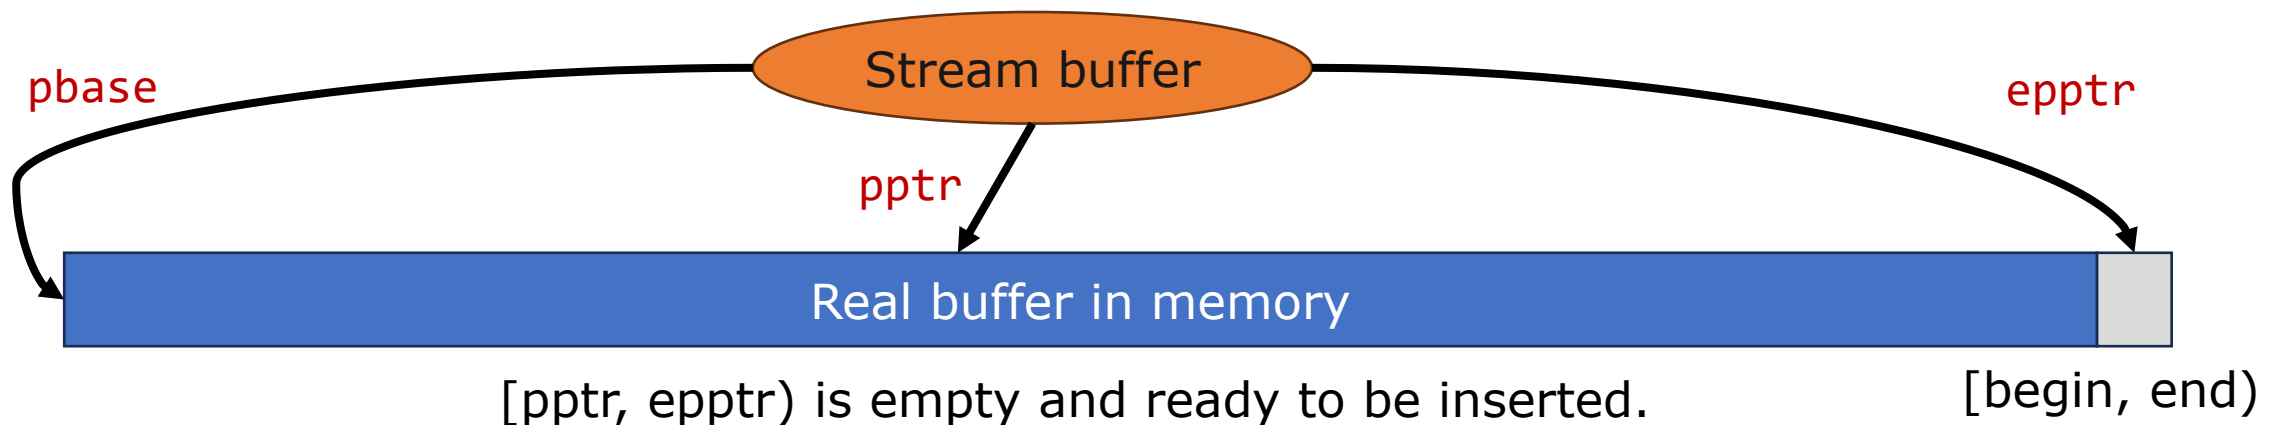 Stream buffer
pbase
epptr
pptr
Real buffer in memory
[pptr, epptr) is empty and ready to be inserted.
[begin, end)